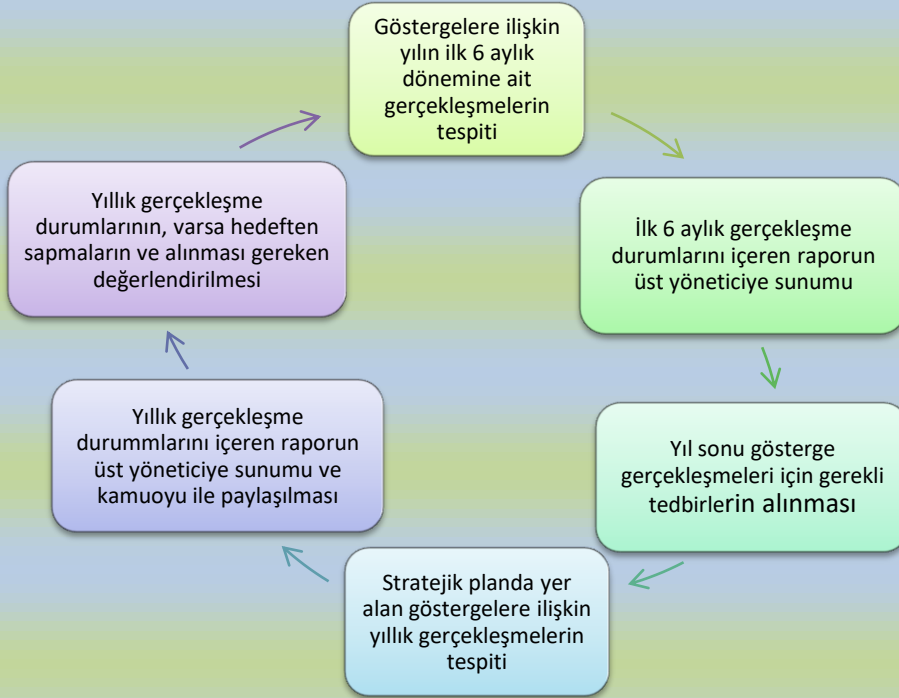 Göstergelere ilişkin
yılın ilk 6 aylık
dönemine ait
gerçekleşmelerin
tespiti
İlk 6 aylık gerçekleşme
durumlarını içeren raporun
üst yöneticiye sunumu
Yıl sonu gösterge
gerçekleşmeleri için gerekli
tedbirlerin alınması
Stratejik planda yer
alan göstergelere ilişkin
yıllık gerçekleşmelerin
tespiti
Yıllık gerçekleşme
durummlarını içeren raporun
üst yöneticiye sunumu ve
kamuoyu ile paylaşılması
Yıllık gerçekleşme
durumlarının, varsa hedeften
sapmaların ve alınması gereken
değerlendirilmesi